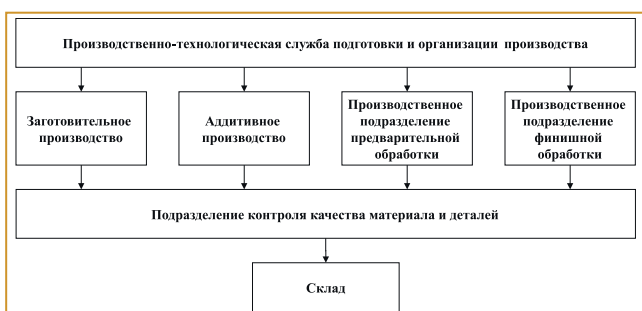 Производственно-технологическая служба подготовки и организации производства
Заготовительное
производство
Аддитивное
производство
Производственное
подразделение
предварительной
обработки
Производственное
подразделение
финишной
обработки
Подразделение контроля качества материала и деталей
Склад